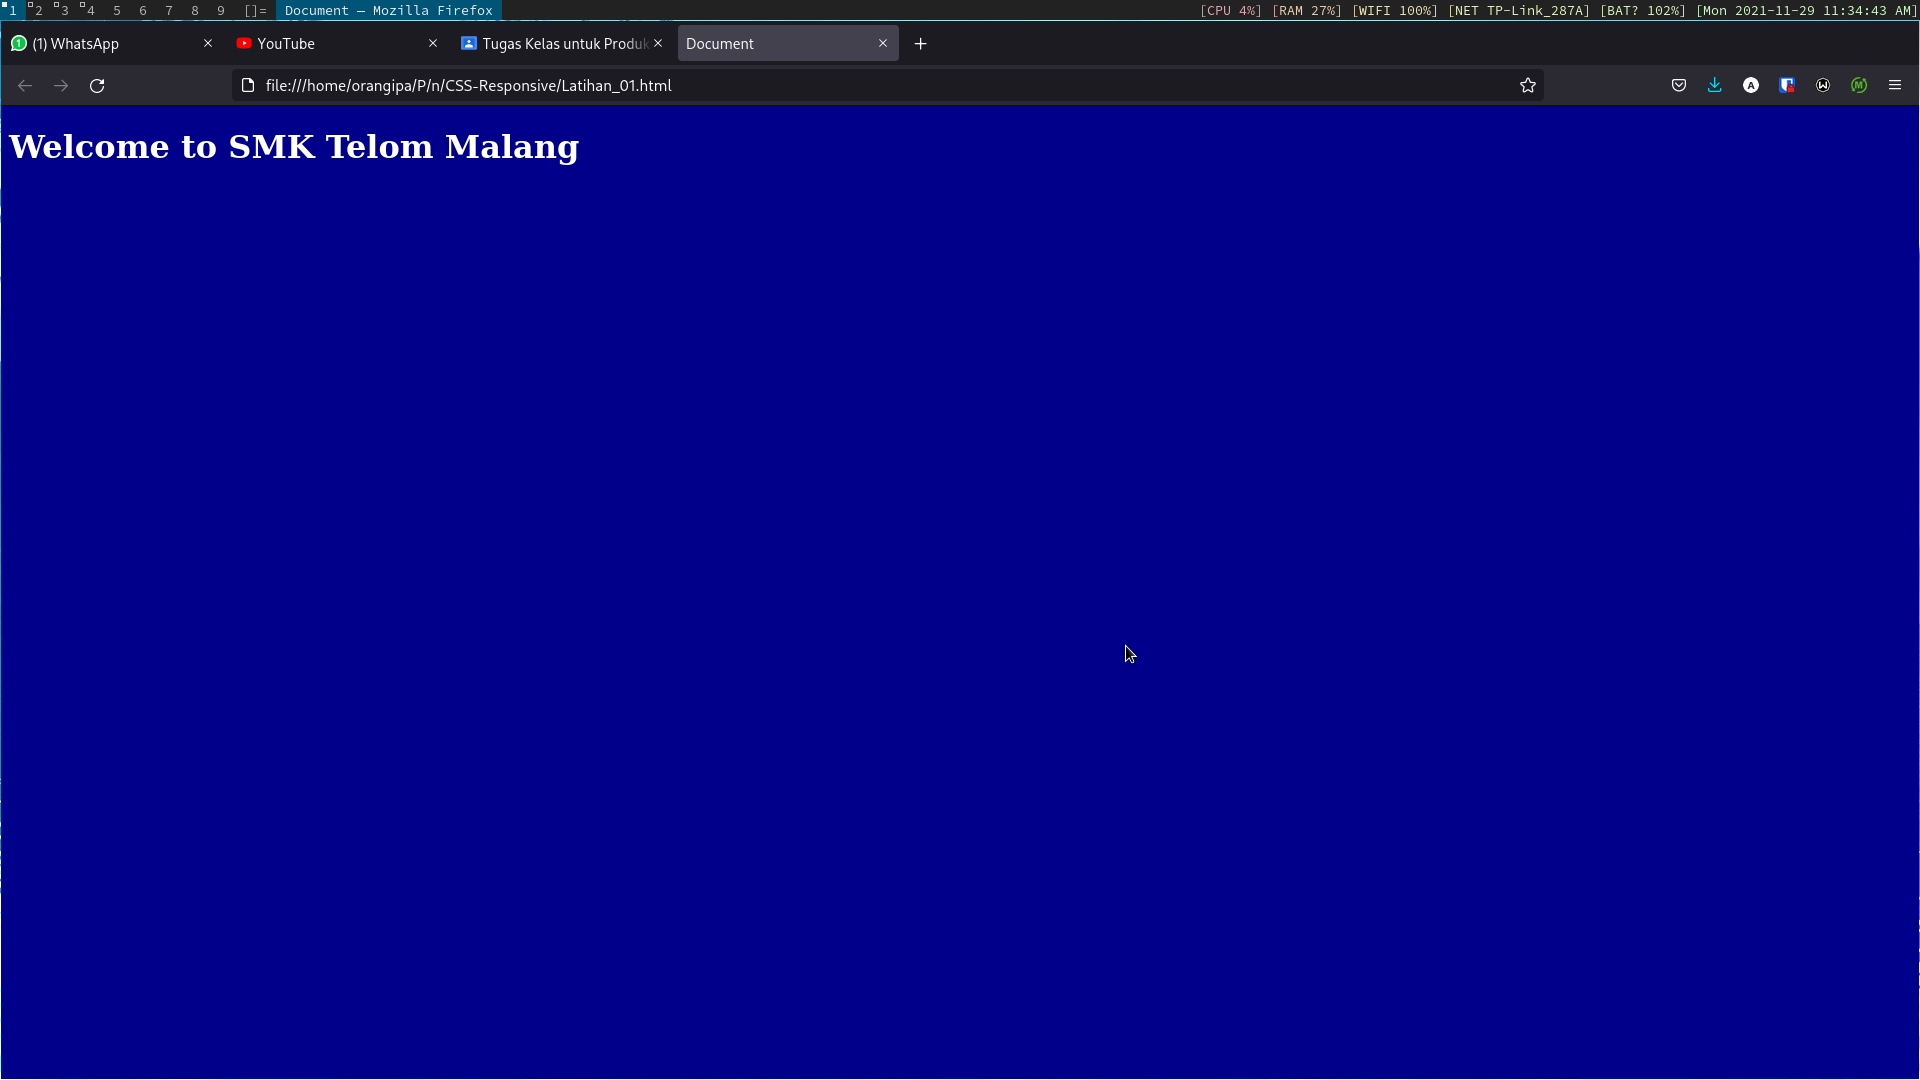 1 2 3 4 5 6 7 8 9 []= Document — Mozilla Firefox [CPU 4%] [RAM 27%] [WIFI 100%] [NET TP-Link_287A] [BAT? 102%] [Mon 2021-11-29 11:34:43 AM]
(1) WhatsApp YouTube Tugas Kelas untuk Produk Document
file:///home/orangipa/P/n/CSS-Responsive/Latihan_01.html
Welcome to SMK Telom Malang